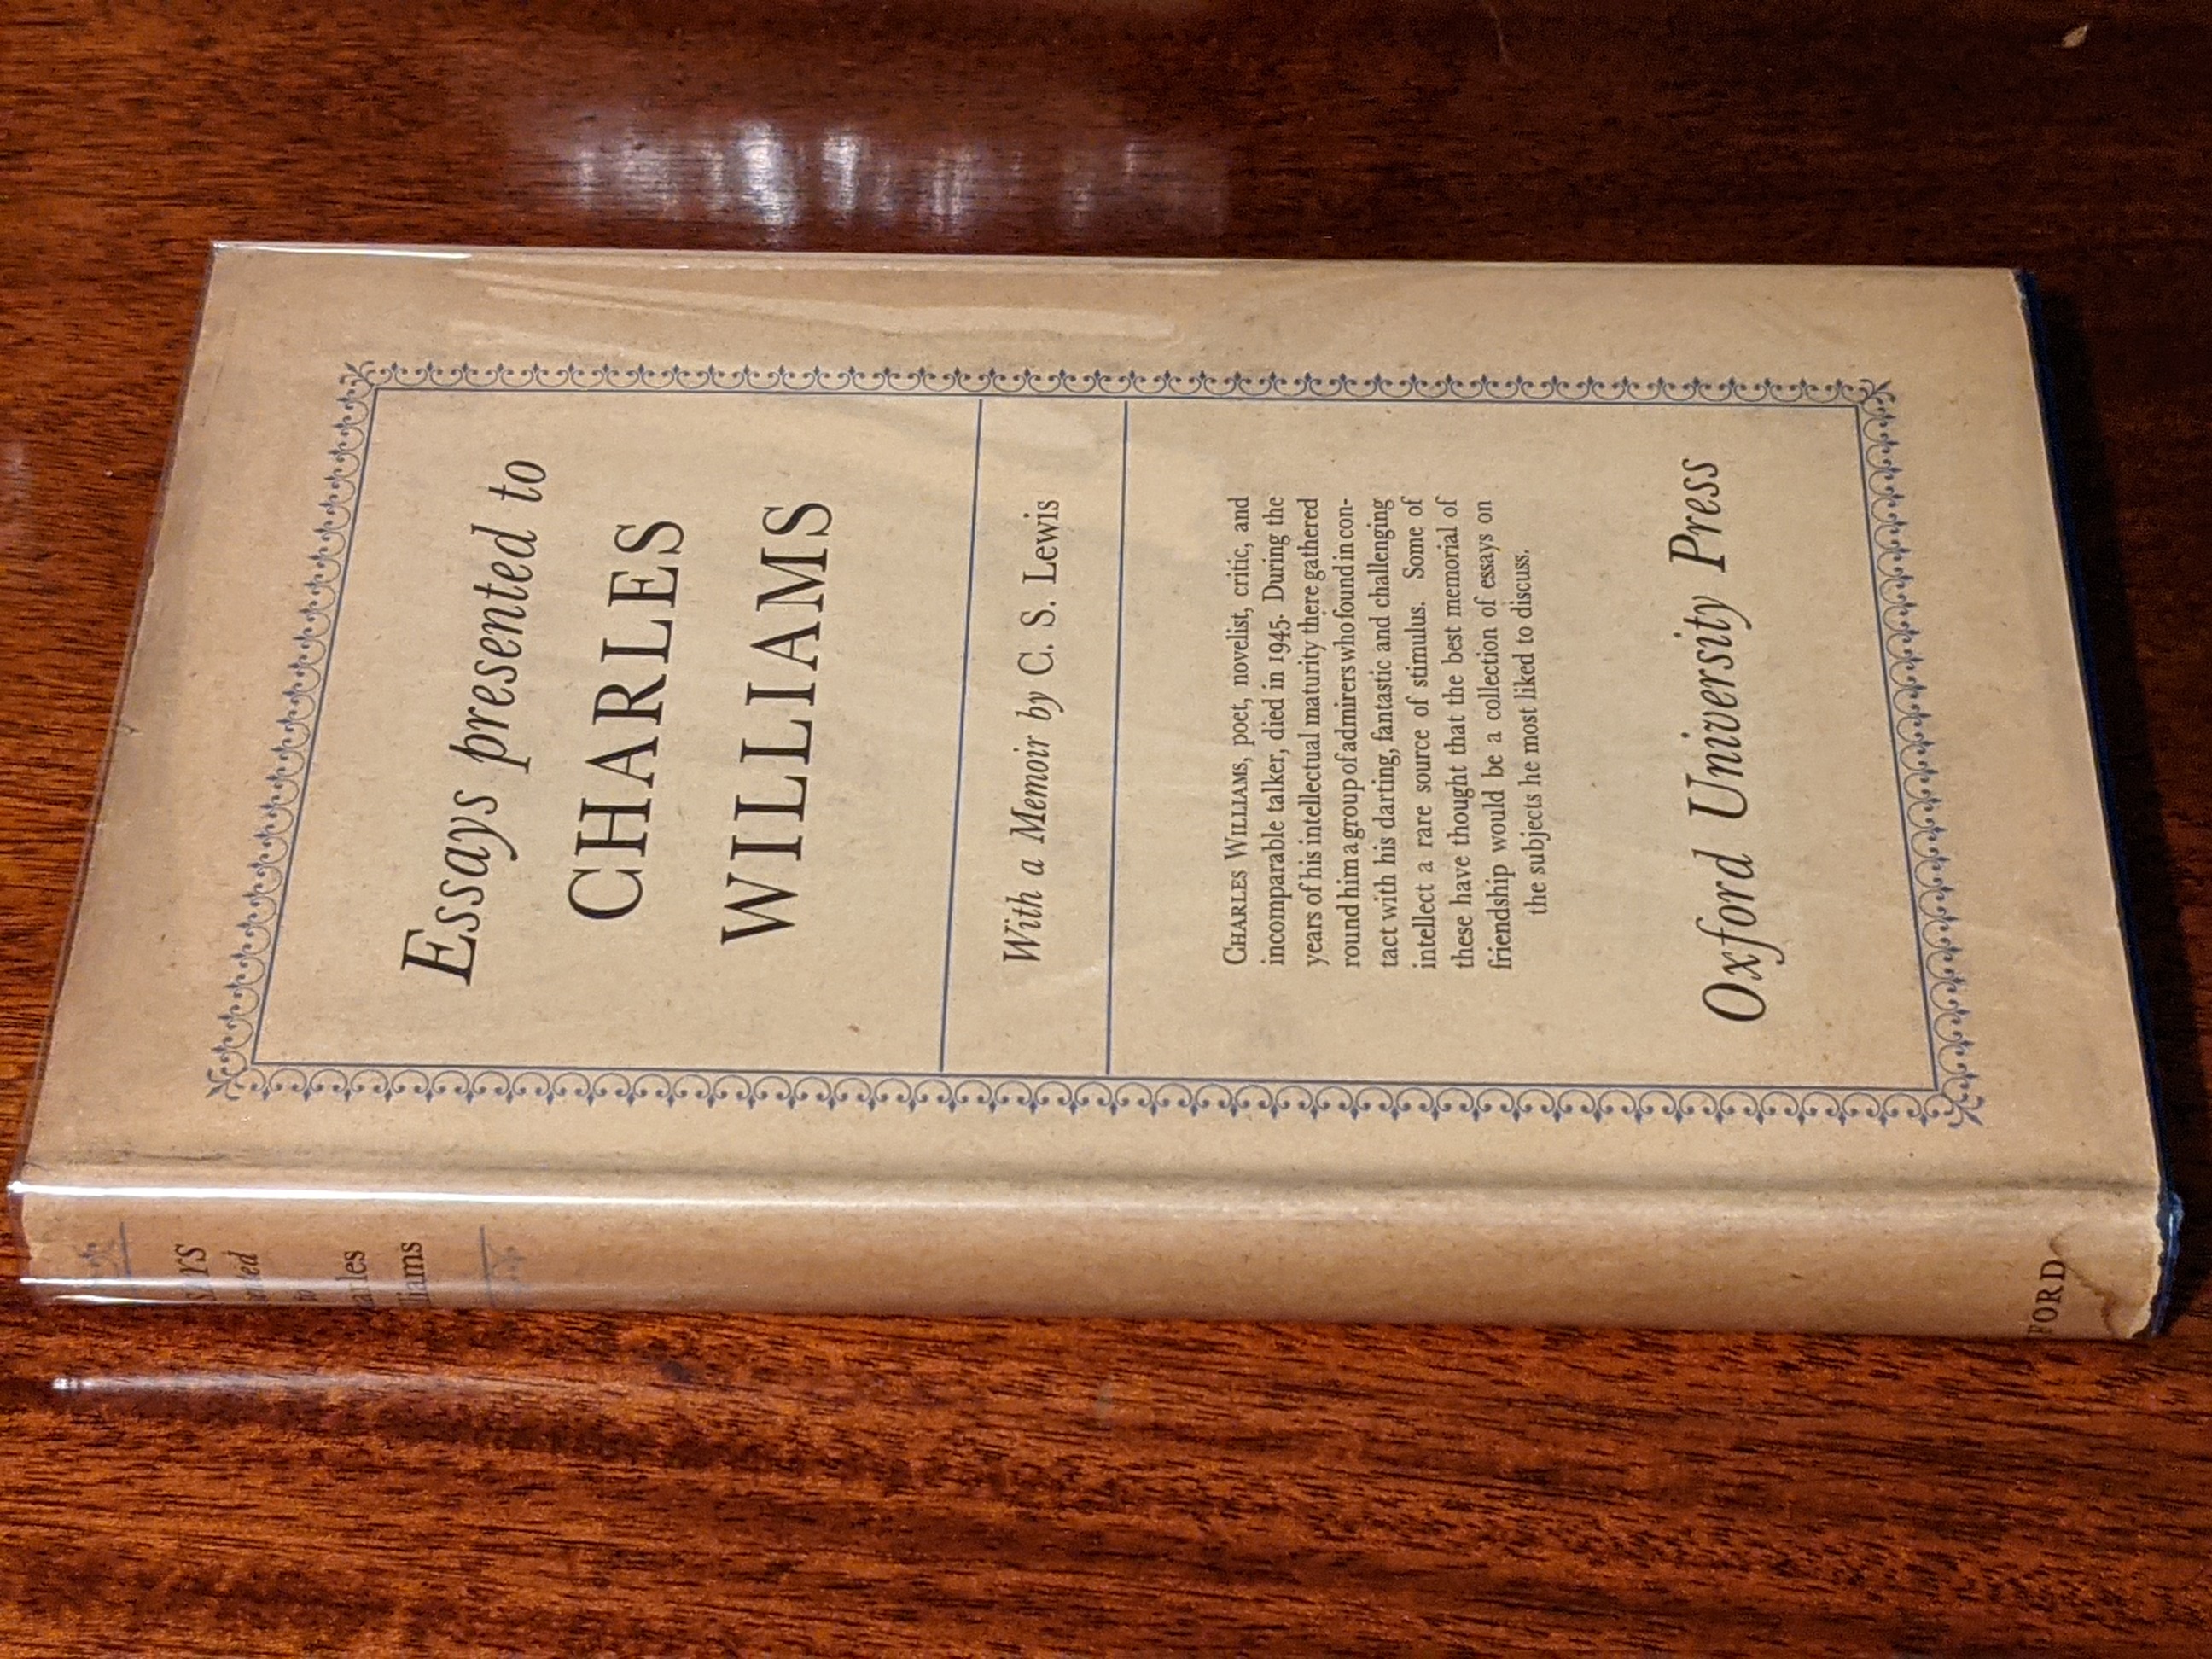 Essays presented to
CHARLES
WILLIAMS
With a Memoir by C. S. Lewis
CHARLES WILLIAMS, poet, novelist, critic, and
incomparable talker, died in 1945. During the
years of his intellectual maturity there gathered
round him a group of admirers who found in con-
tact with his darting, fantastic and challenging
intellect a rare source of stimulus. Some of
these have thought that the best memorial of
friendship would be a collection of essays on
the subjects he most liked to discuss.
Oxford University Press
to
arles
liams
FORD